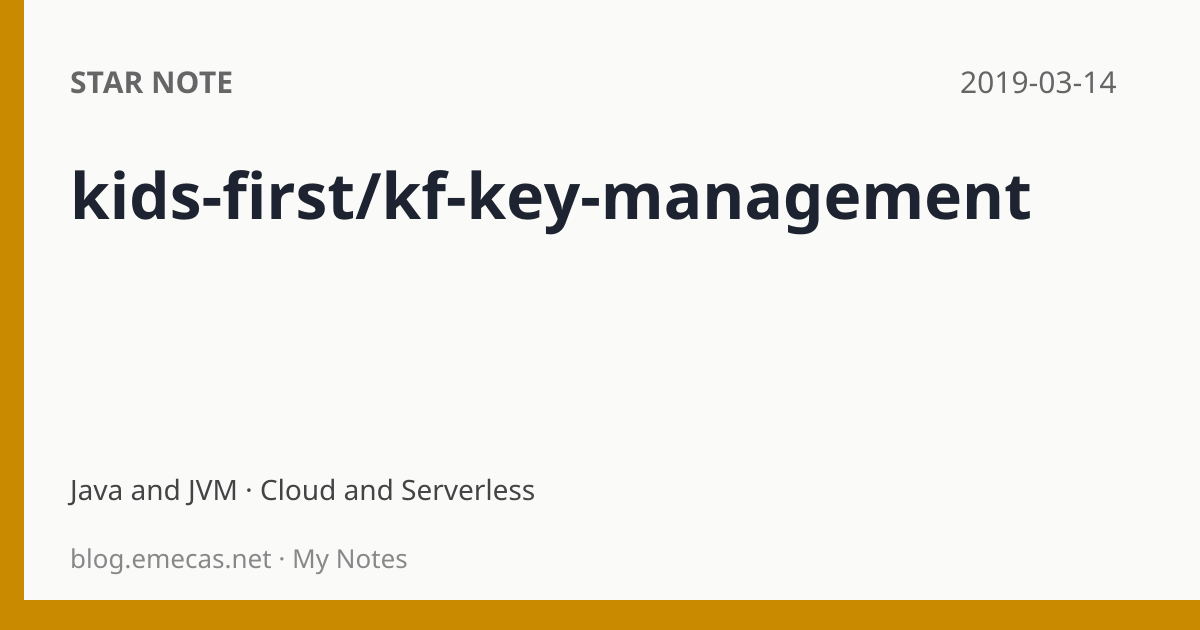 STAR NOTE
2019-03-14
kids-first/kf-key-management
Java and JVM · Cloud and Serverless
blog.emecas.net · My Notes